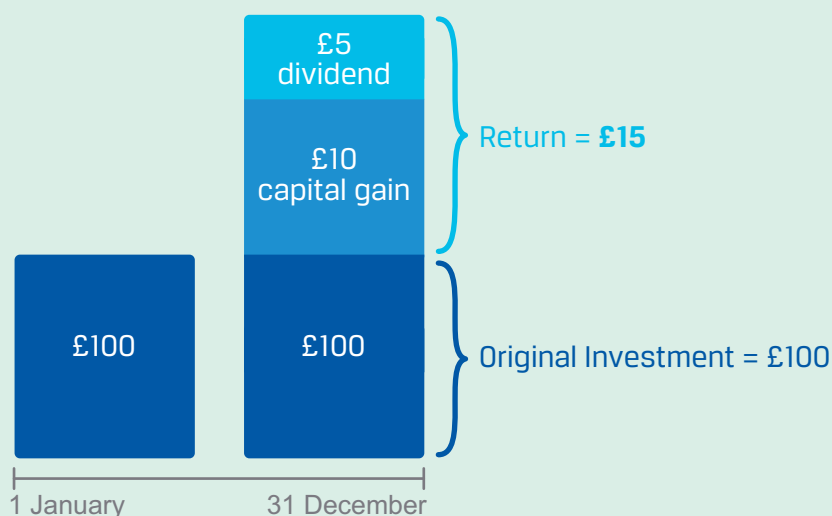 £5
dividend
£10
capital gain
Return = £15
£100
£100
Original Investment = £100
1 January
31 December